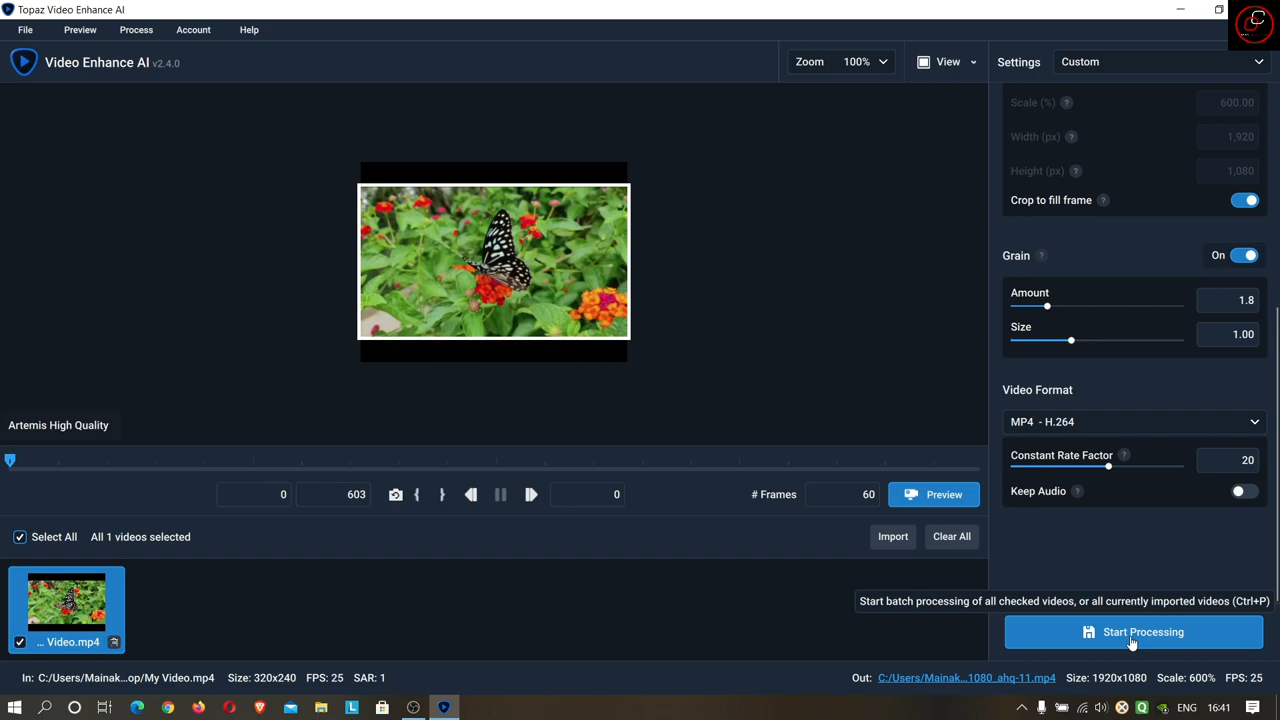 Topaz Video Enhance AI
File Preview Process Account Help
Video Enhance AI v2.4.0
Zoom 100% View Settings Custom
Scale (%) ? 600.00
Width (px) ? 1,920
Height (px) ? 1,080
Crop to fill frame ?
Grain ? On
Amount 1.8
Size 1.00
Video Format
MP4 - H.264
Constant Rate Factor ? 20
Keep Audio ?
Artemis High Quality
0 603 0 # Frames 60 Preview
Select All All 1 videos selected Import Clear All
... Video.mp4
Start batch processing of all checked videos, or all currently imported videos (Ctrl+P)
Start Processing
In: C:/Users/Mainak...op/My Video.mp4 Size: 320x240 FPS: 25 SAR: 1
Out: C:/Users/Mainak...1080_ahq-11.mp4 Size: 1920x1080 Scale: 600% FPS: 25
ENG 16:41